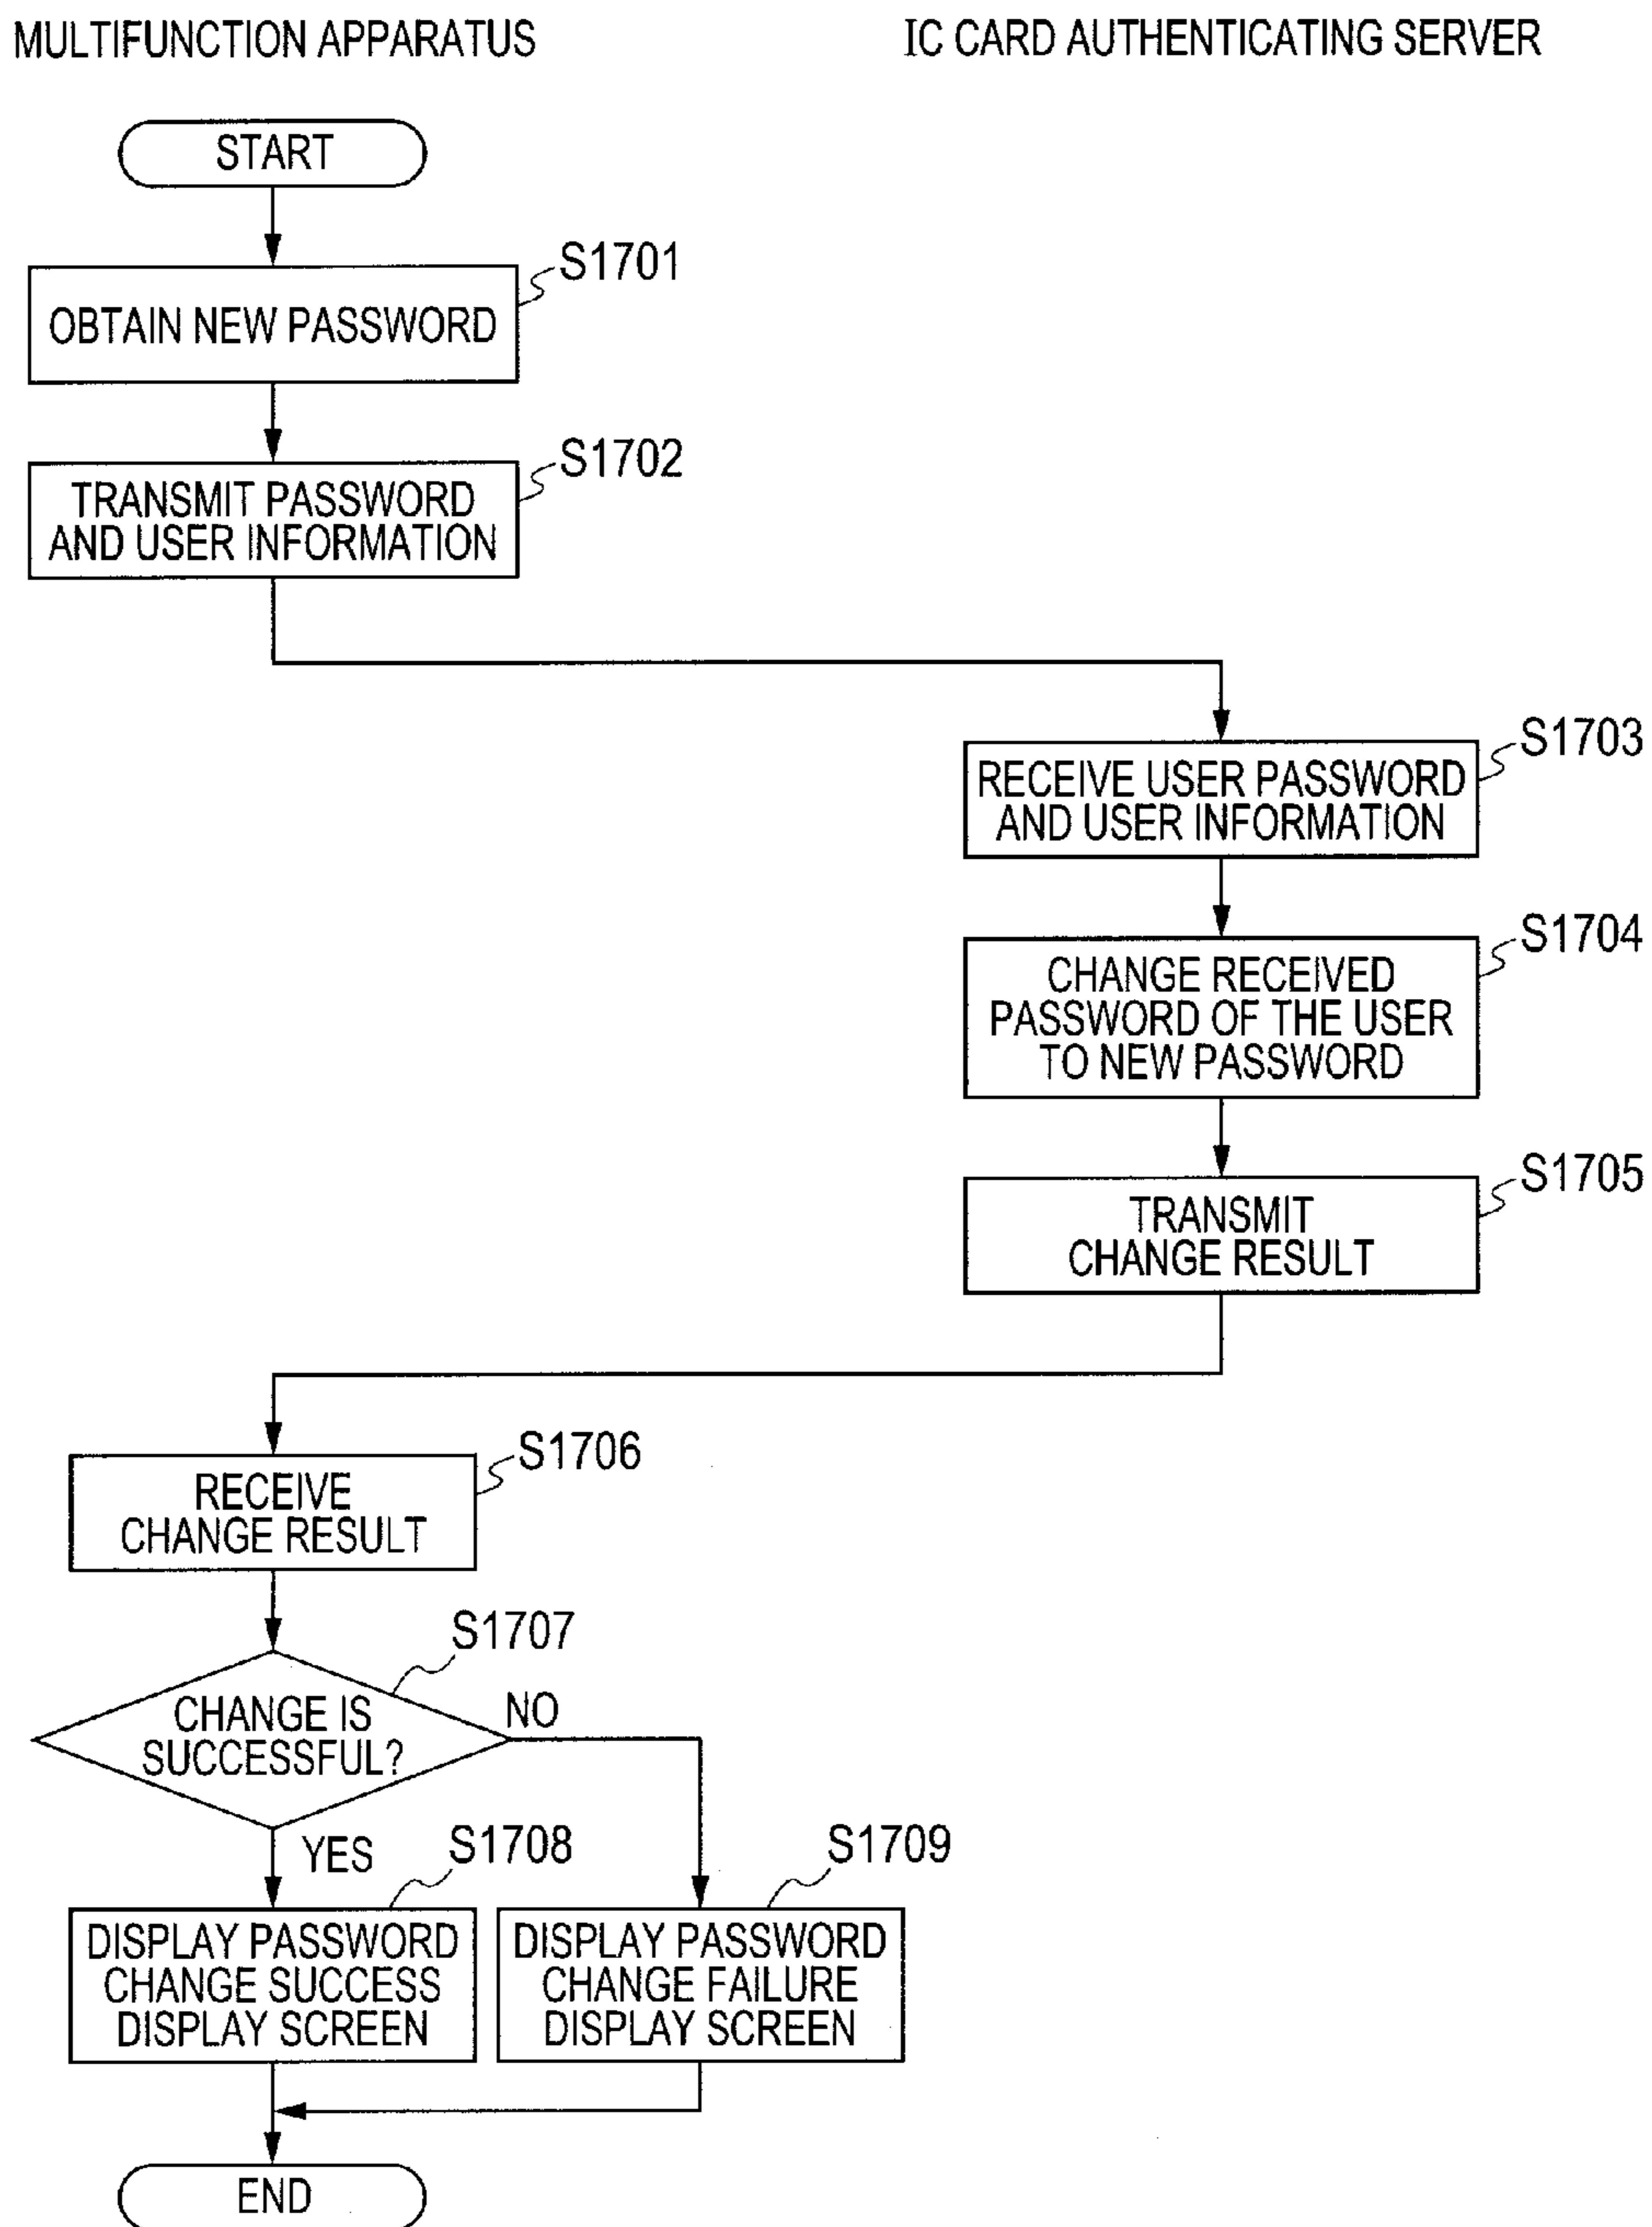 MULTIFUNCTION APPARATUS
IC CARD AUTHENTICATING SERVER
START
S1701
OBTAIN NEW PASSWORD
S1702
TRANSMIT PASSWORD
AND USER INFORMATION
S1703
RECEIVE USER PASSWORD
AND USER INFORMATION
S1704
CHANGE RECEIVED
PASSWORD OF THE USER
TO NEW PASSWORD
S1705
TRANSMIT
CHANGE RESULT
S1706
RECEIVE
CHANGE RESULT
S1707
CHANGE IS
SUCCESSFUL?
NO
YES
S1708
DISPLAY PASSWORD
CHANGE SUCCESS
DISPLAY SCREEN
S1709
DISPLAY PASSWORD
CHANGE FAILURE
DISPLAY SCREEN
END